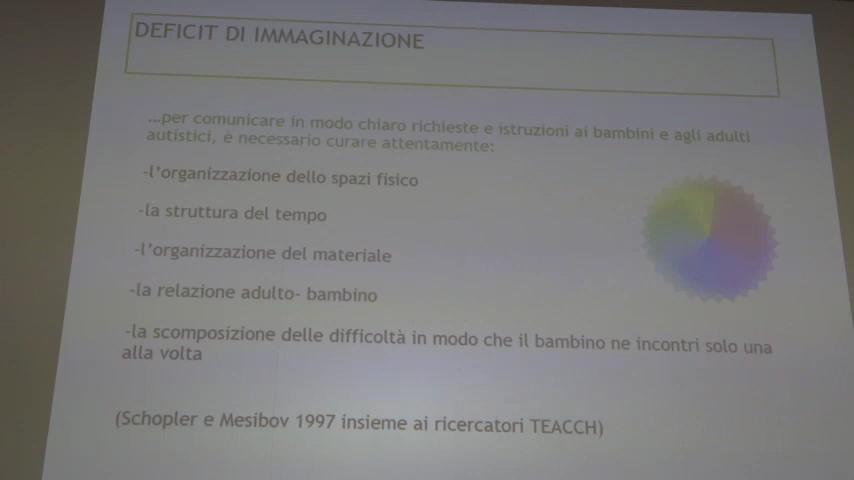 DEFICIT DI IMMAGINAZIONE
…per comunicare in modo chiaro richieste e istruzioni ai bambini e agli adulti
autistici, è necessario curare attentamente:
-l'organizzazione dello spazi fisico
-la struttura del tempo
-l'organizzazione del materiale
-la relazione adulto- bambino
-la scomposizione delle difficoltà in modo che il bambino ne incontri solo una
alla volta
(Schopler e Mesibov 1997 insieme ai ricercatori TEACCH)